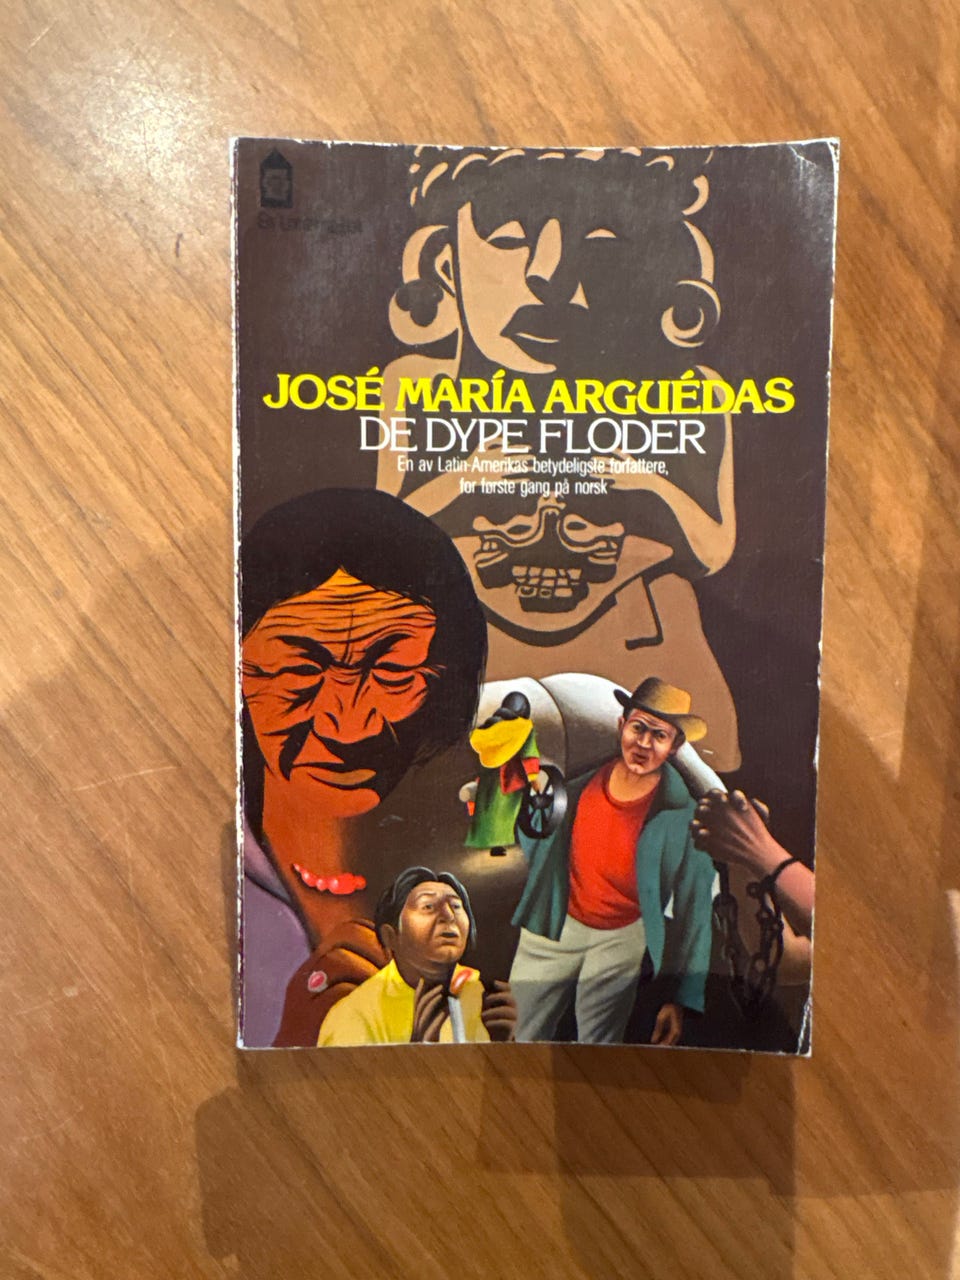 JOSÉ MARÍA ARGUÉDAS
DE DYPE FLODER
En av Latin-Amerikas betydeligste forfattere,
for første gang på norsk